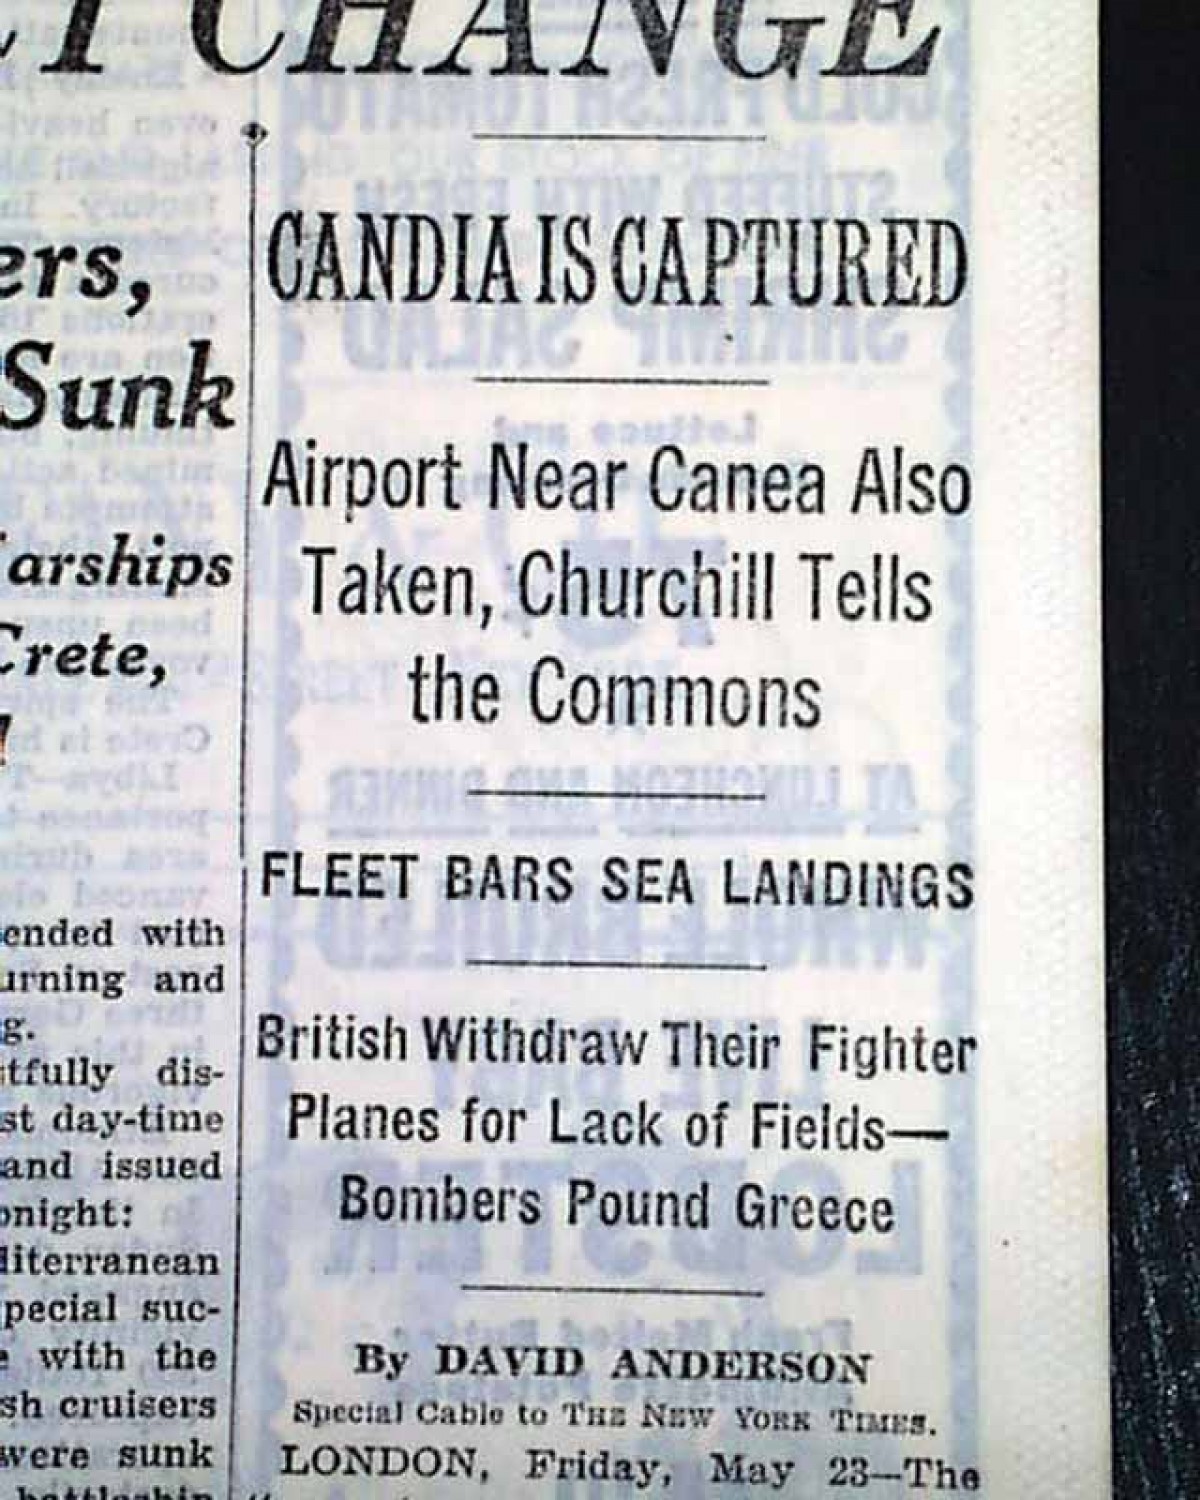 CHANGE
ers,
Sunk
arships
Crete,
ended with
urning and
g.
tfully dis-
st day-time
and issued
onight:
diterranean
pecial suc-
e with the
sh cruisers
were sunk
battleship
CANDIA IS CAPTURED
Airport Near Canea Also
Taken, Churchill Tells
the Commons
FLEET BARS SEA LANDINGS
British Withdraw Their Fighter
Planes for Lack of Fields—
Bombers Pound Greece
By DAVID ANDERSON
Special Cable to THE NEW YORK TIMES.
LONDON, Friday, May 23—The